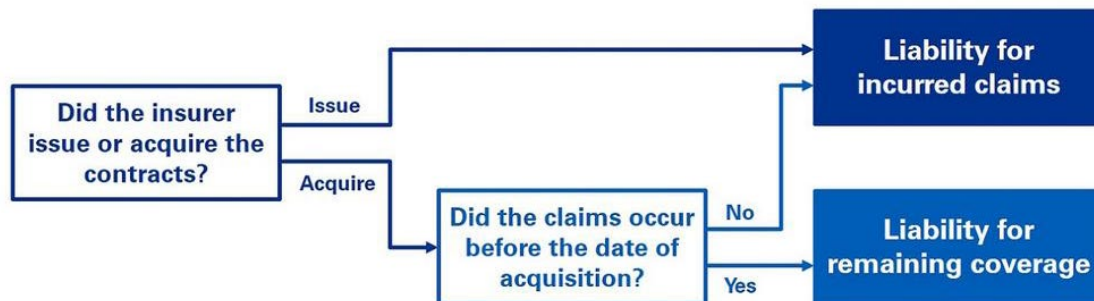 Did the insurer
issue or acquire the
contracts?
Issue
Acquire
Did the claims occur
before the date of
acquisition?
No
Yes
Liability for
incurred claims
Liability for
remaining coverage